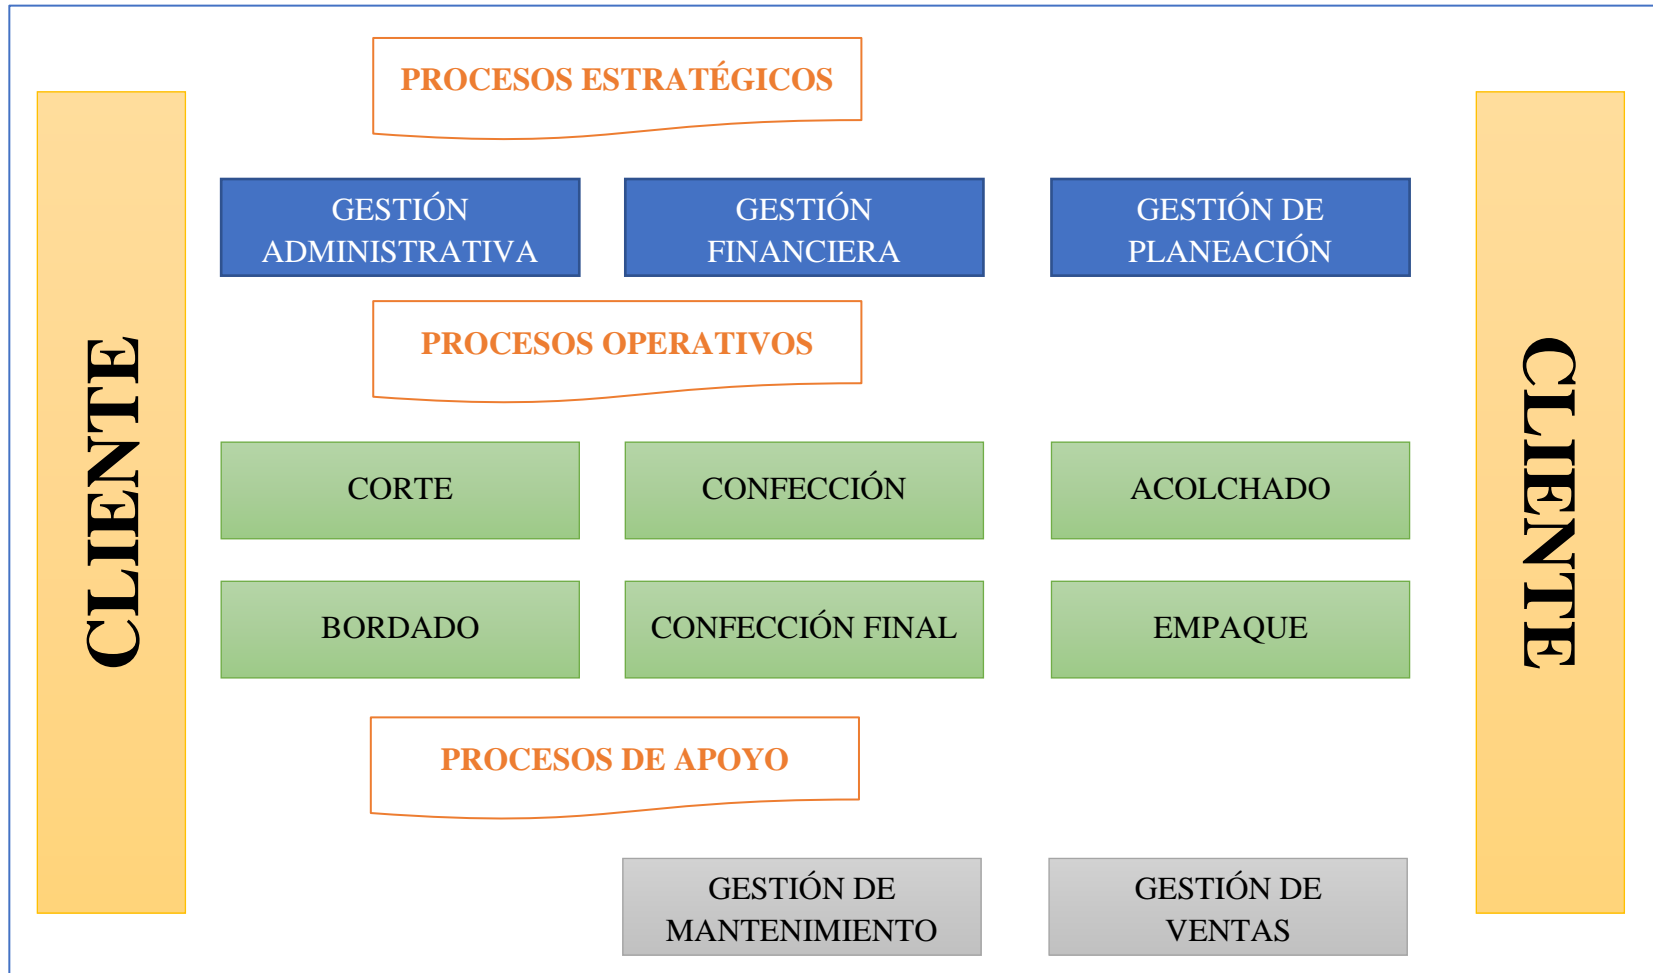 PROCESOS ESTRATÉGICOS
CLIENTE
GESTIÓN
ADMINISTRATIVA
GESTIÓN
FINANCIERA
GESTIÓN DE
PLANEACIÓN
PROCESOS OPERATIVOS
CORTE
CONFECCIÓN
ACOLCHADO
BORDADO
CONFECCIÓN FINAL
EMPAQUE
PROCESOS DE APOYO
GESTIÓN DE
MANTENIMIENTO
GESTIÓN DE
VENTAS
CLIENTE